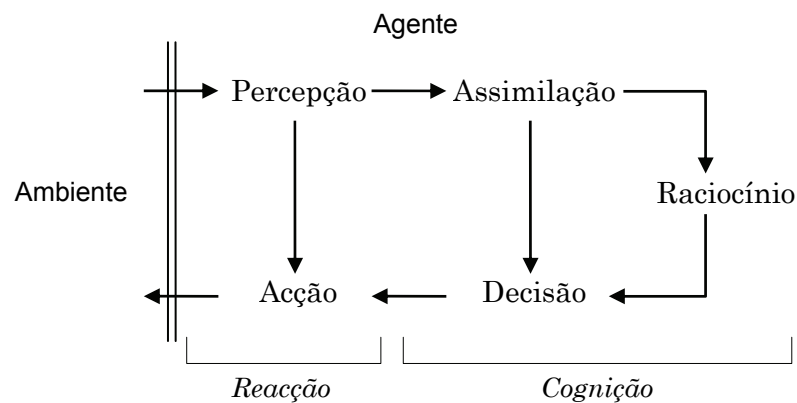 Agente
Percepção
Assimilação
Ambiente
Raciocínio
Acção
Decisão
Reacção
Cognição